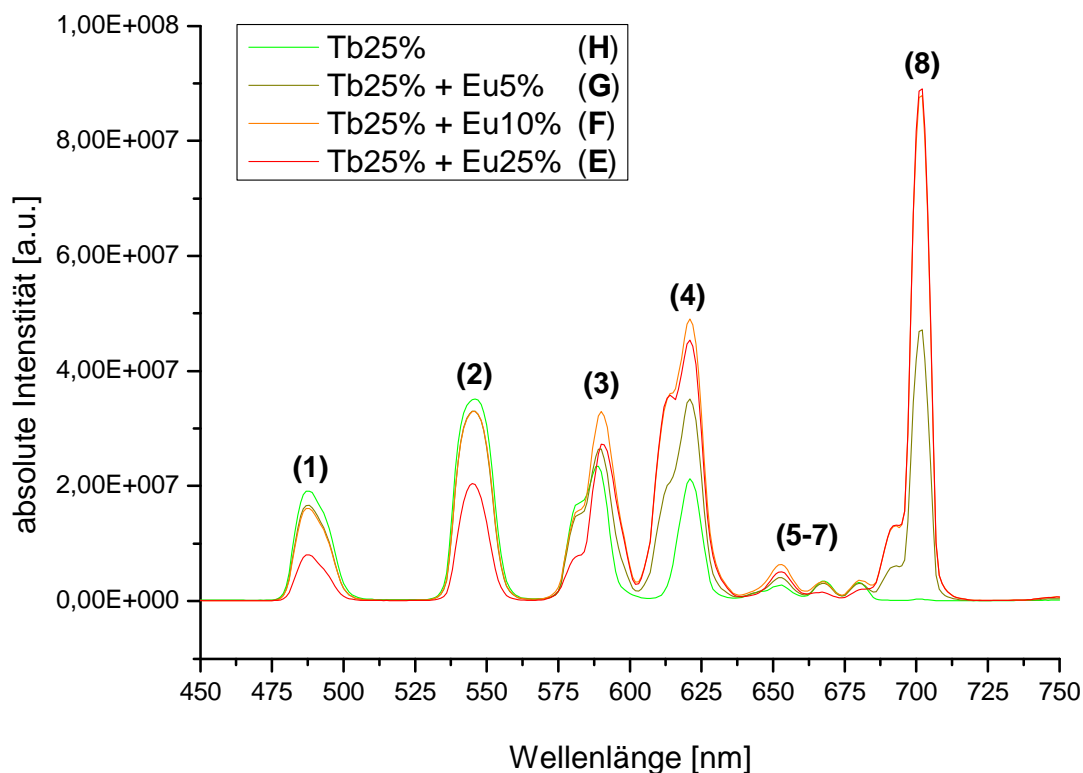 1,00E+008
8,00E+007
6,00E+007
4,00E+007
2,00E+007
0,00E+000
absolute Intenstität [a.u.]
Tb25% (H)
Tb25% + Eu5% (G)
Tb25% + Eu10% (F)
Tb25% + Eu25% (E)
(1)
(2)
(3)
(4)
(5-7)
(8)
450 475 500 525 550 575 600 625 650 675 700 725 750
Wellenlänge [nm]